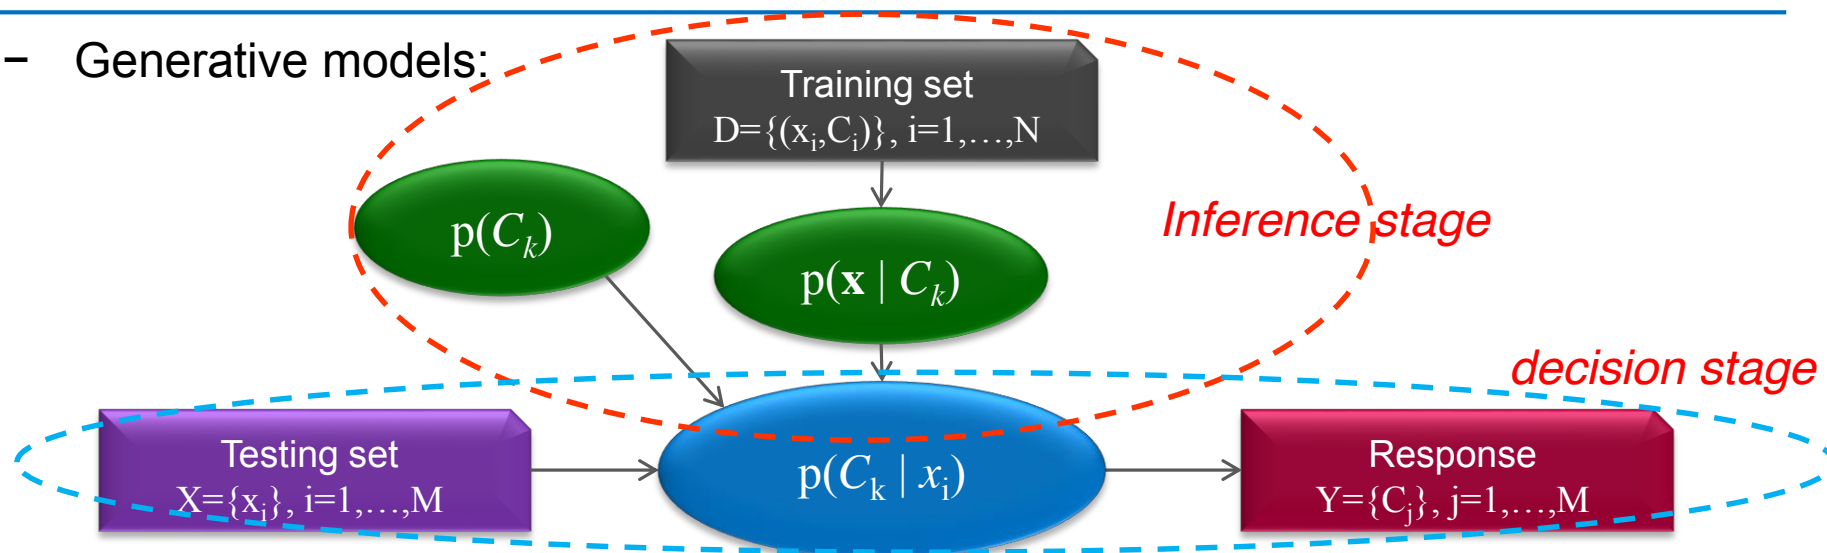 – Generative models:
Training set
D={(xᵢ,Cᵢ)}, i=1,…,N
p(Cₖ)
p(x | Cₖ)
Inference stage
decision stage
Testing set
X={xᵢ}, i=1,…,M
p(Cₖ | xᵢ)
Response
Y={Cⱼ}, j=1,…,M